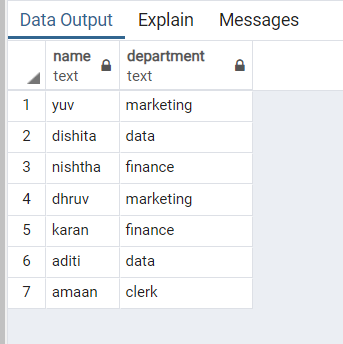 Data Output Explain Messages
name department
text text
1 yuv marketing
2 dishita data
3 nishtha finance
4 dhruv marketing
5 karan finance
6 aditi data
7 amaan clerk